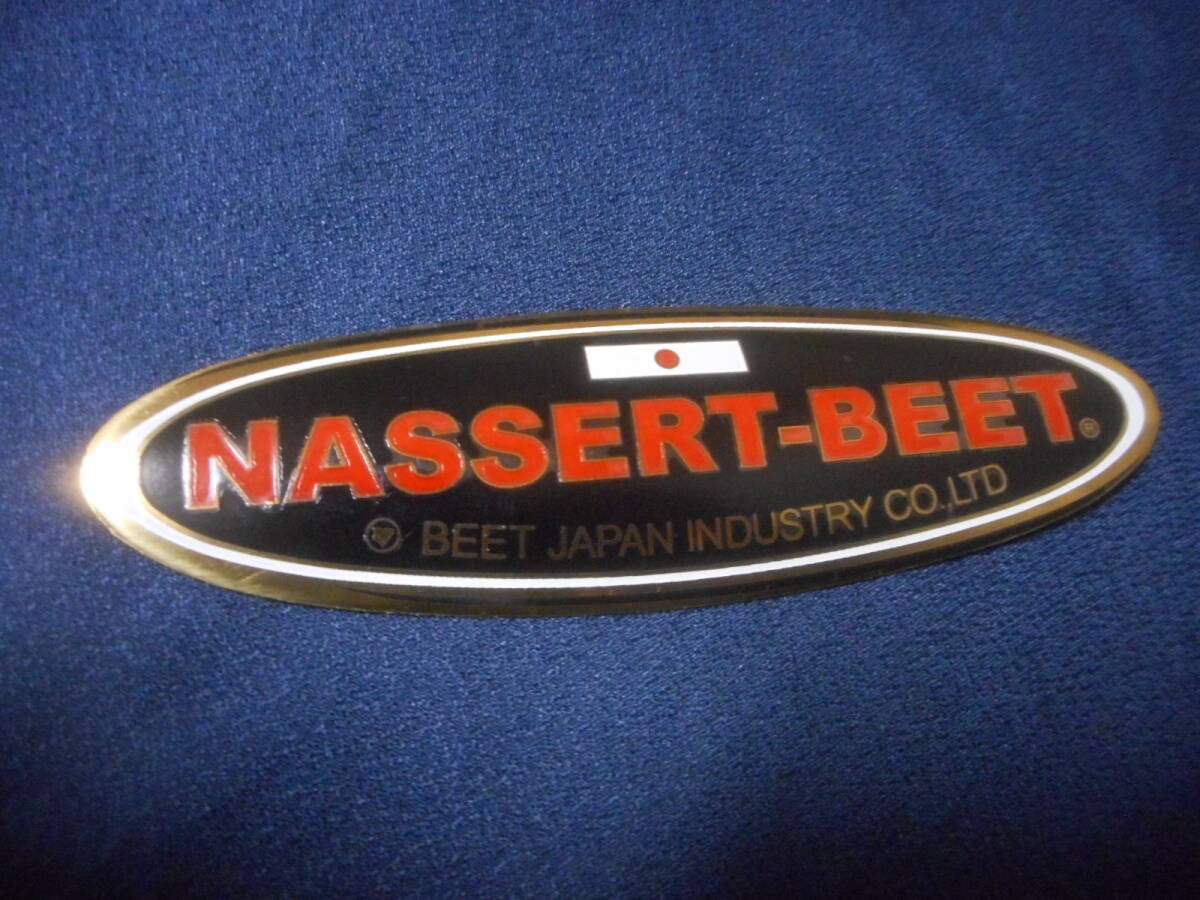 NASSERT-BEET®
BEET JAPAN INDUSTRY CO.,LTD